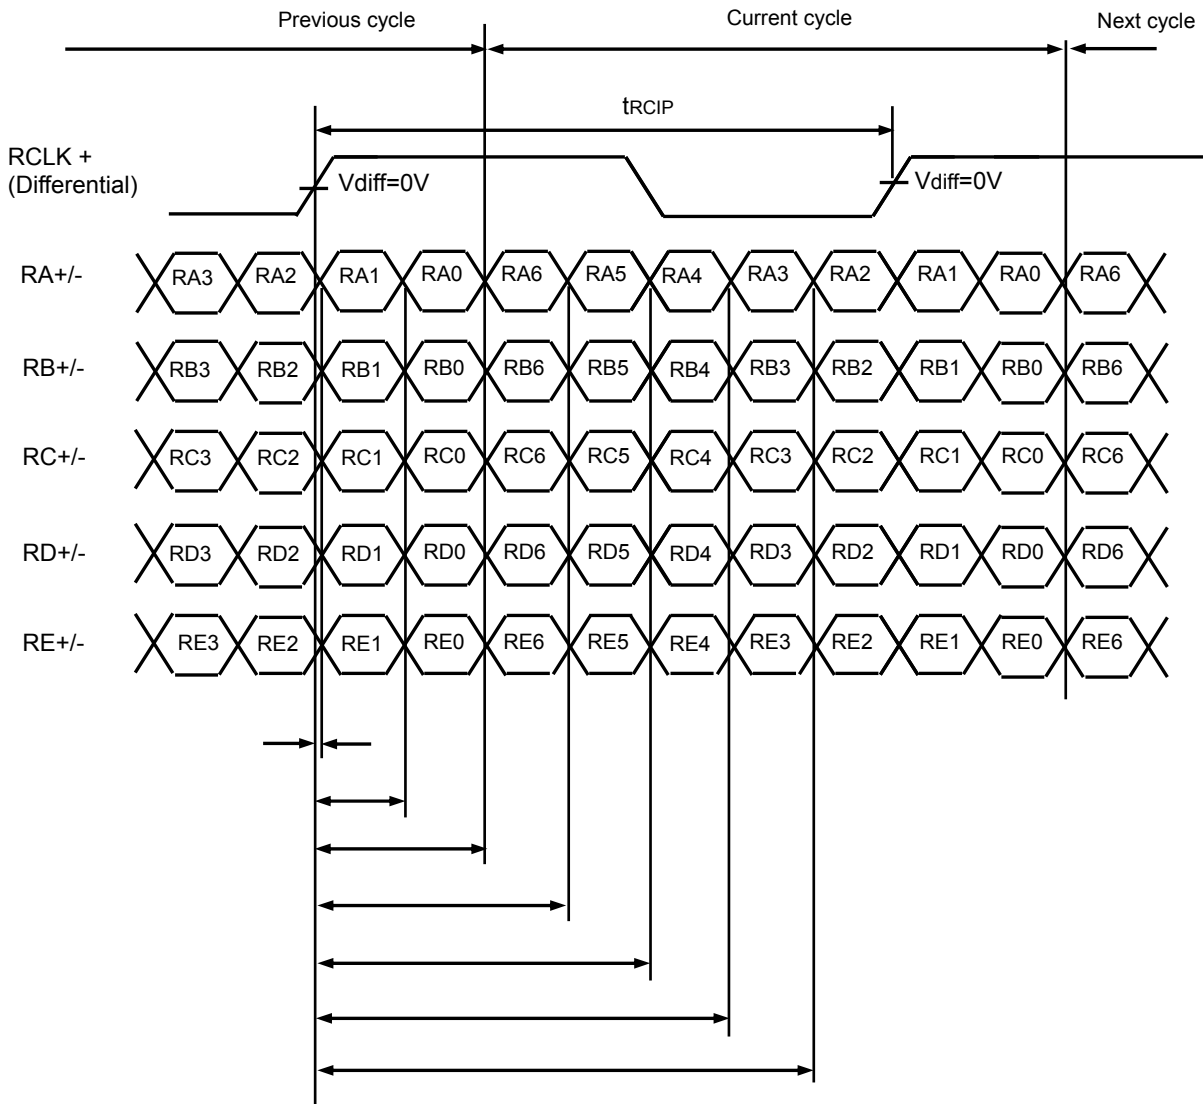 Previous cycle
Current cycle
Next cycle
tRCIP
RCLK +
(Differential)
Vdiff=0V
Vdiff=0V
RA+/- RA3 RA2 RA1 RA0 RA6 RA5 RA4 RA3 RA2 RA1 RA0 RA6
RB+/- RB3 RB2 RB1 RB0 RB6 RB5 RB4 RB3 RB2 RB1 RB0 RB6
RC+/- RC3 RC2 RC1 RC0 RC6 RC5 RC4 RC3 RC2 RC1 RC0 RC6
RD+/- RD3 RD2 RD1 RD0 RD6 RD5 RD4 RD3 RD2 RD1 RD0 RD6
RE+/- RE3 RE2 RE1 RE0 RE6 RE5 RE4 RE3 RE2 RE1 RE0 RE6